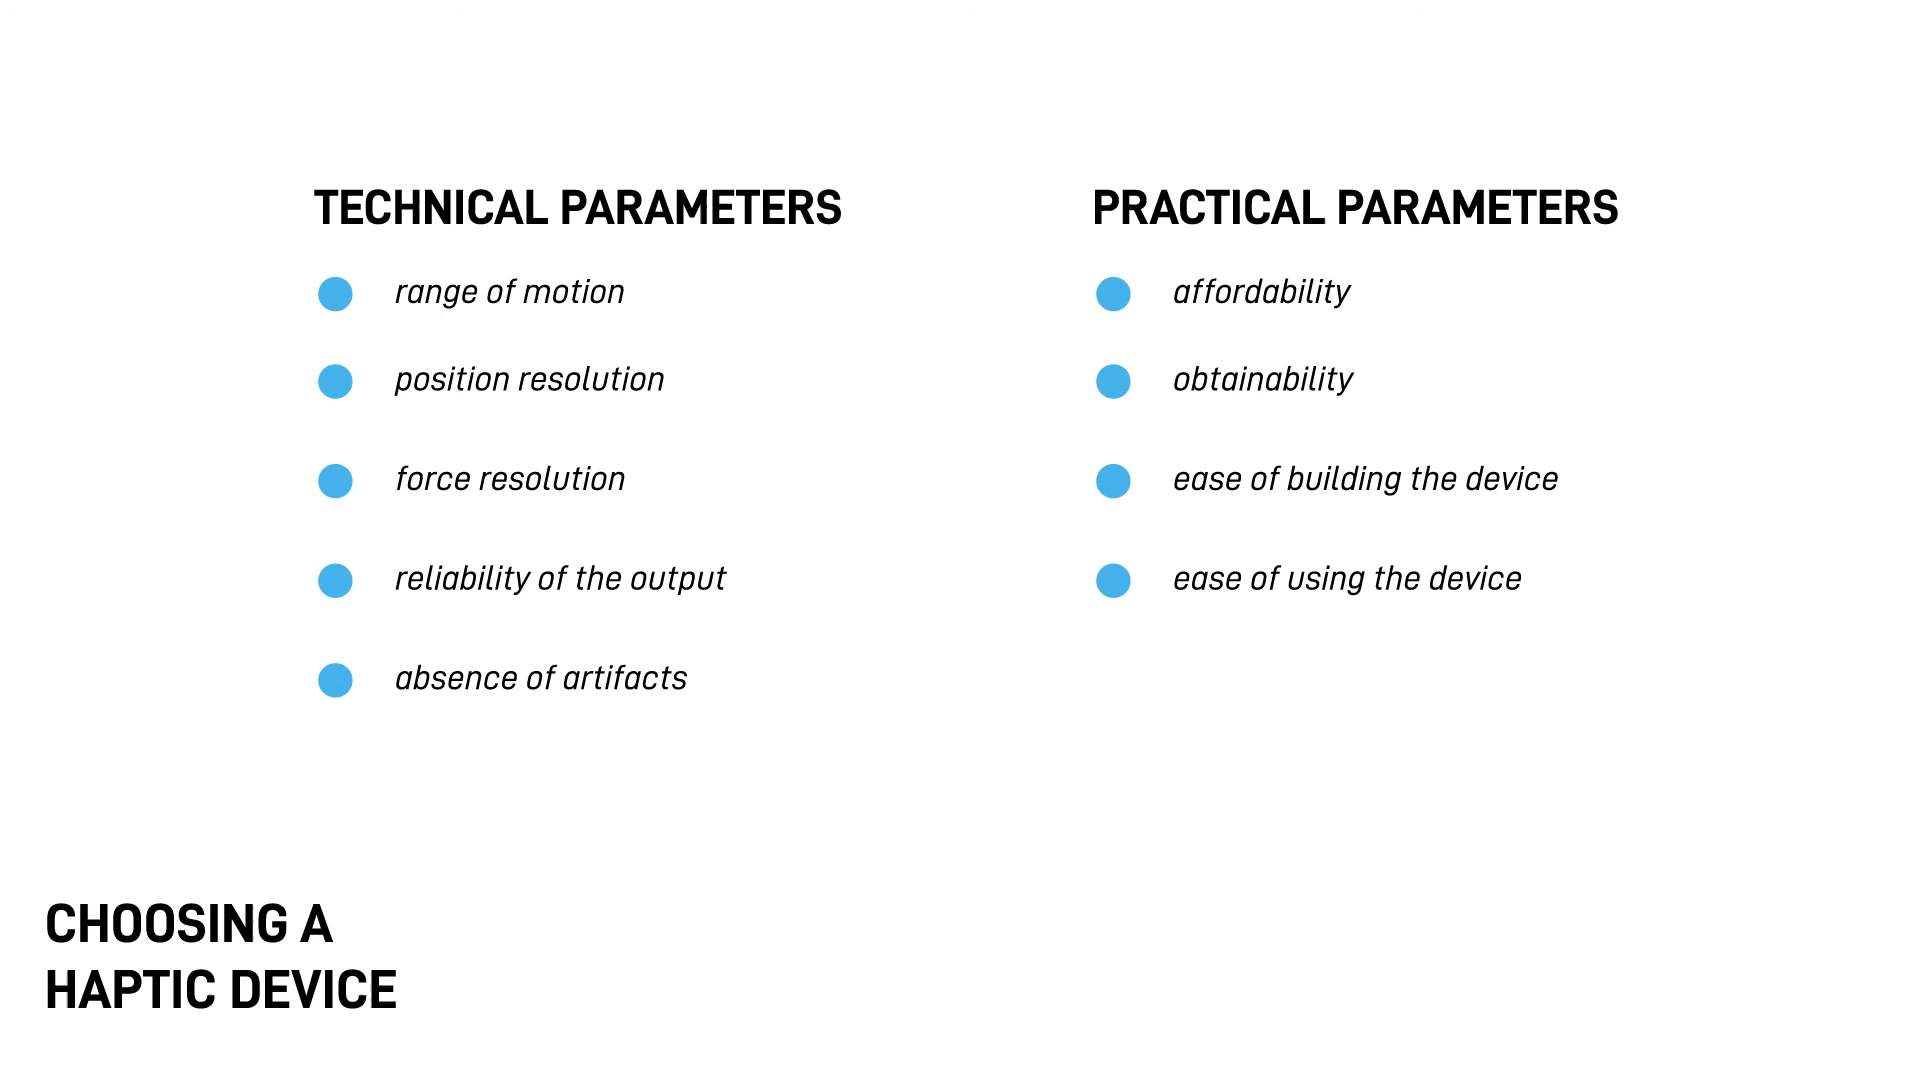 TECHNICAL PARAMETERS
range of motion
position resolution
force resolution
reliability of the output
absence of artifacts
PRACTICAL PARAMETERS
affordability
obtainability
ease of building the device
ease of using the device
CHOOSING A
HAPTIC DEVICE